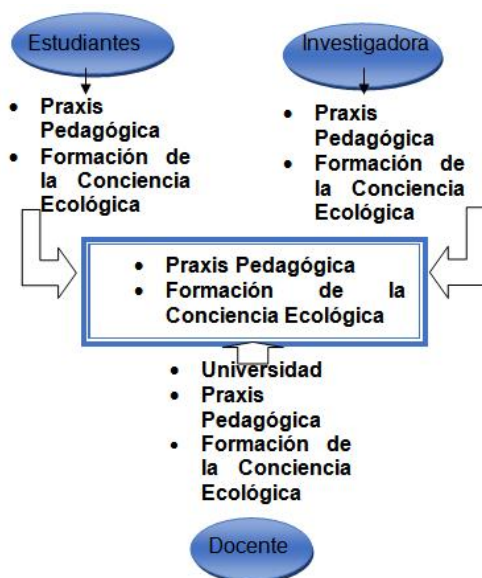 Estudiantes
• Praxis
Pedagógica
• Formación de
la Conciencia
Ecológica
Investigadora
• Praxis
Pedagógica
• Formación de
la Conciencia
Ecológica
• Praxis Pedagógica
• Formación de la
Conciencia Ecológica
• Universidad
• Praxis
Pedagógica
• Formación de
la Conciencia
Ecológica
Docente